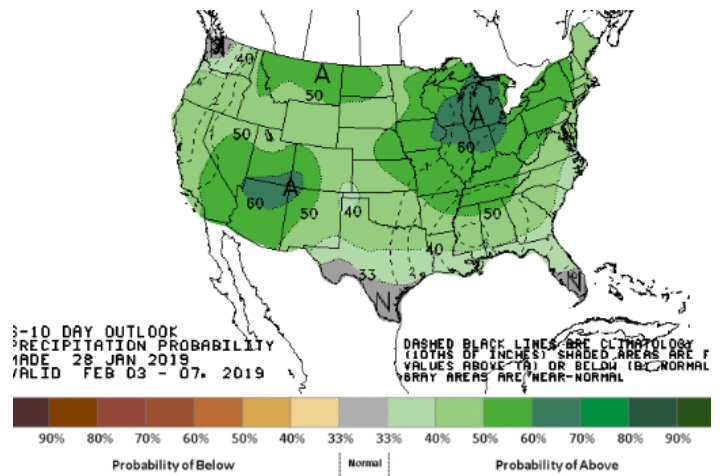 N
40
A
50
A
60
50
A
60
50
40
50
40
33
2
N
N
6-10 DAY OUTLOOK
PRECIPITATION PROBABILITY
MADE 28 JAN 2019
VALID FEB 03 - 07, 2019
DASHED BLACK LINES ARE CLIMATOLOGY
(10THS OF INCHES) SHADED AREAS ARE F
VALUES ABOVE (A) OR BELOW (B) NORMAL
GRAY AREAS ARE NEAR-NORMAL
90% 80% 70% 60% 50% 40% 33% 33% 40% 50% 60% 70% 80% 90%
Probability of Below Normal Probability of Above